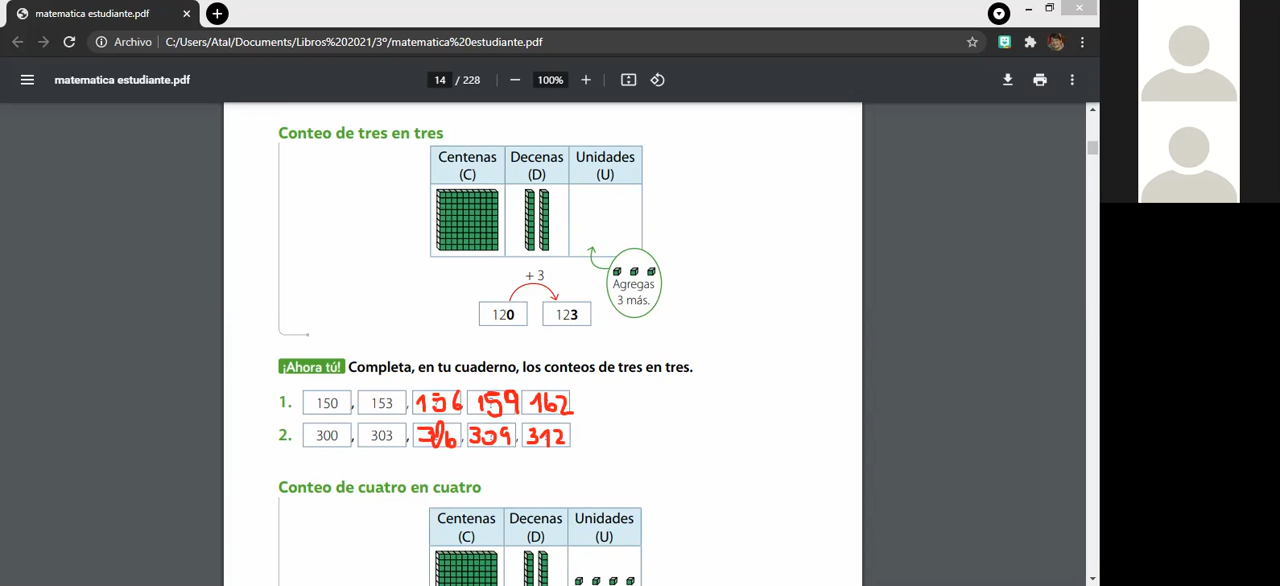 matematica estudiante.pdf
Archivo C:/Users/Atal/Documents/Libros%202021/3º/matematica%20estudiante.pdf
matematica estudiante.pdf 14 / 228 100%
Conteo de tres en tres
Centenas (C) Decenas (D) Unidades (U)
+ 3
Agregas
3 más.
120 123
¡Ahora tú! Completa, en tu cuaderno, los conteos de tres en tres.
1. 150, 153, 156 159 162
2. 300, 303, 306 309, 312
Conteo de cuatro en cuatro
Centenas (C) Decenas (D) Unidades (U)